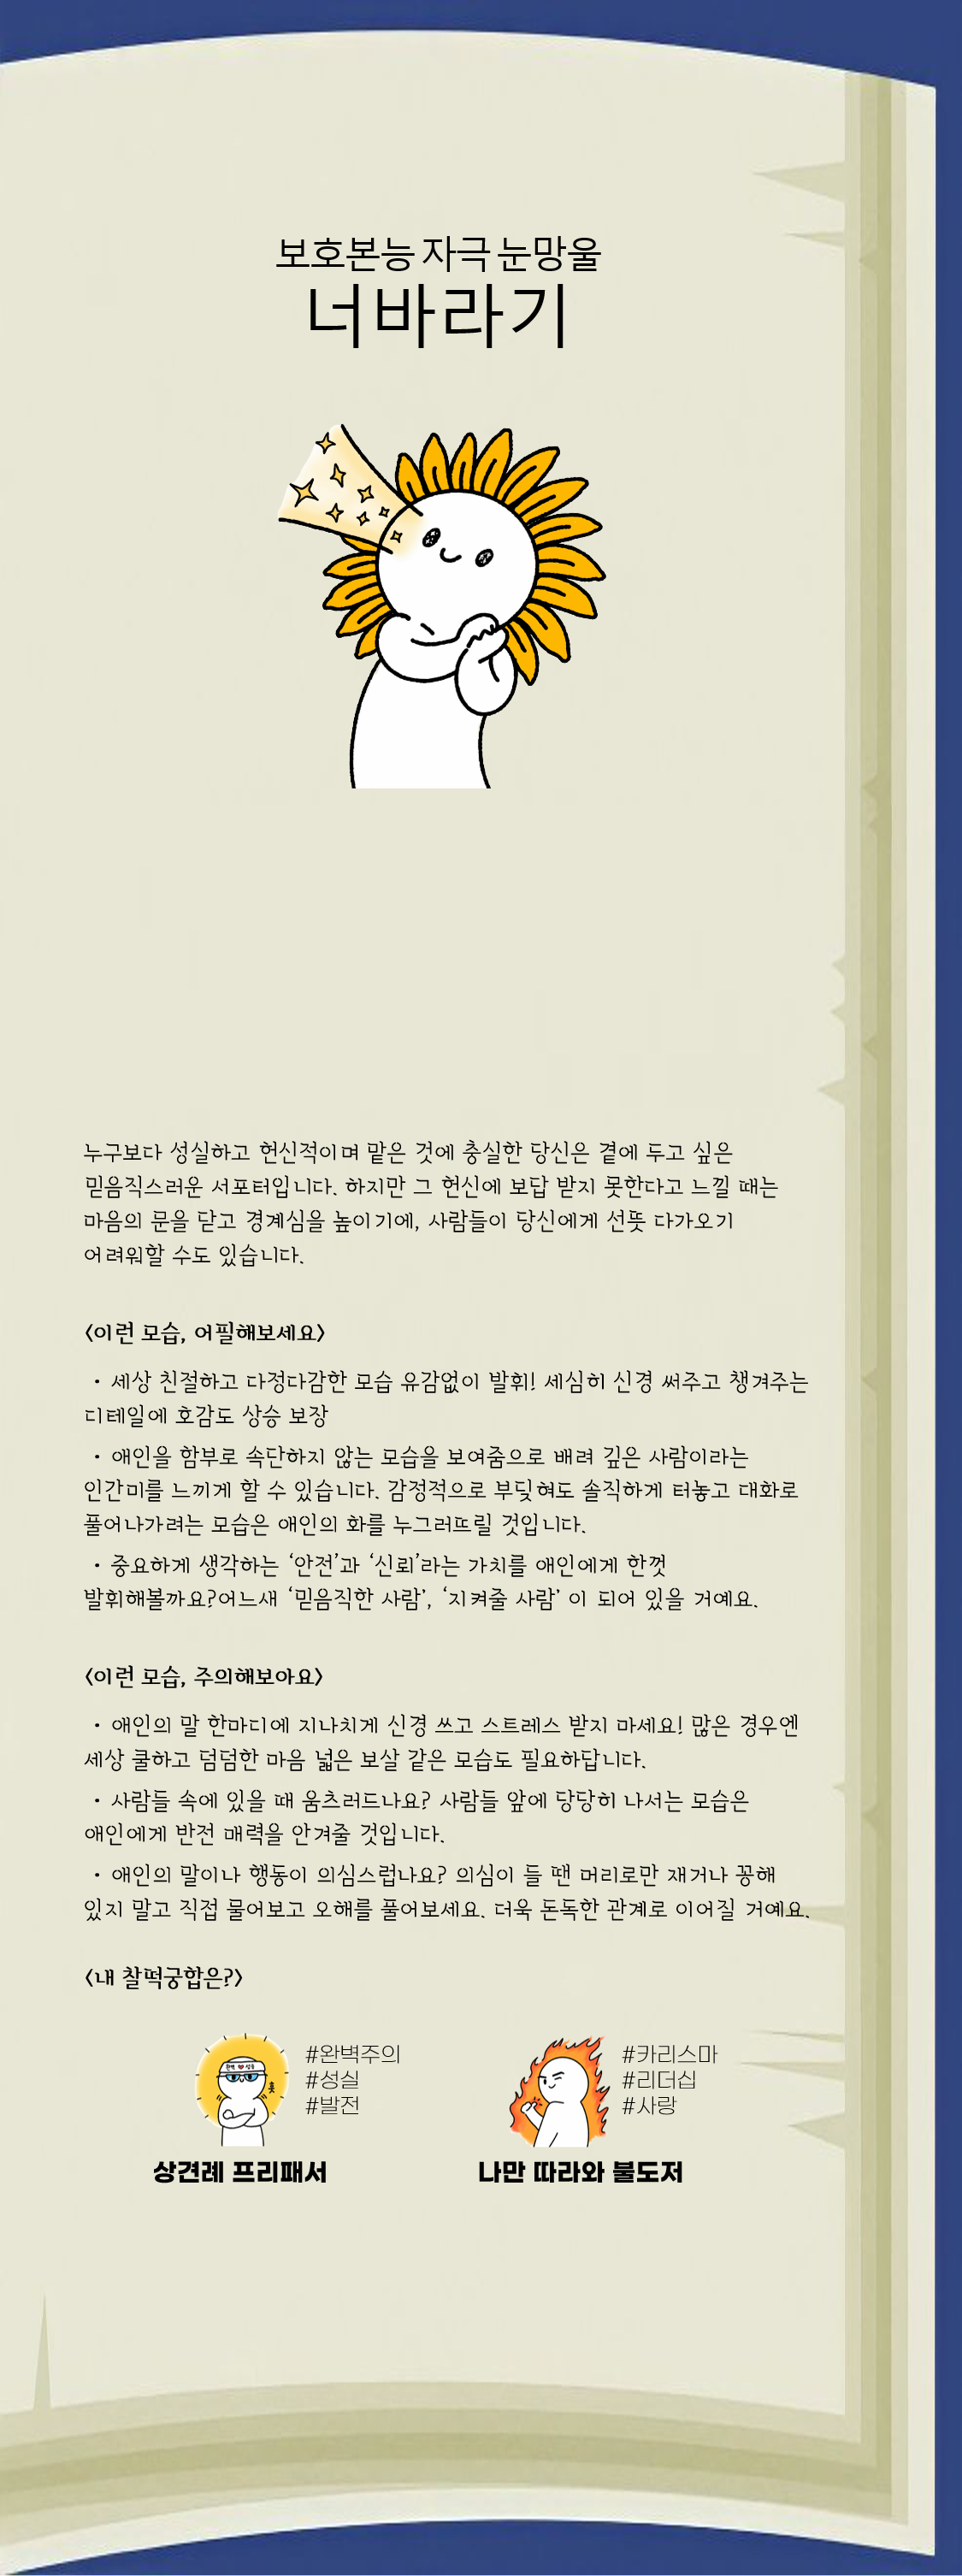 보호본능 자극 눈망울
너바라기
누구보다 성실하고 헌신적이며 맡은 것에 충실한 당신은 곁에 두고 싶은
믿음직스러운 서포터입니다. 하지만 그 헌신에 보답 받지 못한다고 느낄 때는
마음의 문을 닫고 경계심을 높이기에, 사람들이 당신에게 선뜻 다가오기
어려워할 수도 있습니다.
<이런 모습, 어필해보세요>
· 세상 친절하고 다정다감한 모습 유감없이 발휘! 세심히 신경 써주고 챙겨주는
디테일에 호감도 상승 보장
· 애인을 함부로 속단하지 않는 모습을 보여줌으로 배려 깊은 사람이라는
인간미를 느끼게 할 수 있습니다. 감정적으로 부딪혀도 솔직하게 터놓고 대화로
풀어나가려는 모습은 애인의 화를 누그러뜨릴 것입니다.
· 중요하게 생각하는 ‘안전’과 ‘신뢰’라는 가치를 애인에게 한껏
발휘해볼까요?어느새 ‘믿음직한 사람’, ‘지켜줄 사람’ 이 되어 있을 거예요.
<이런 모습, 주의해보아요>
· 애인의 말 한마디에 지나치게 신경 쓰고 스트레스 받지 마세요! 많은 경우엔
세상 쿨하고 덤덤한 마음 넓은 보살 같은 모습도 필요하답니다.
· 사람들 속에 있을 때 움츠러드나요? 사람들 앞에 당당히 나서는 모습은
애인에게 반전 매력을 안겨줄 것입니다.
· 애인의 말이나 행동이 의심스럽나요? 의심이 들 땐 머리로만 재거나 꽁해
있지 말고 직접 물어보고 오해를 풀어보세요. 더욱 돈독한 관계로 이어질 거예요.
<내 찰떡궁합은?>
#완벽주의
#성실
#발전
상견례 프리패서
#카리스마
#리더십
#사랑
나만 따라와 불도저